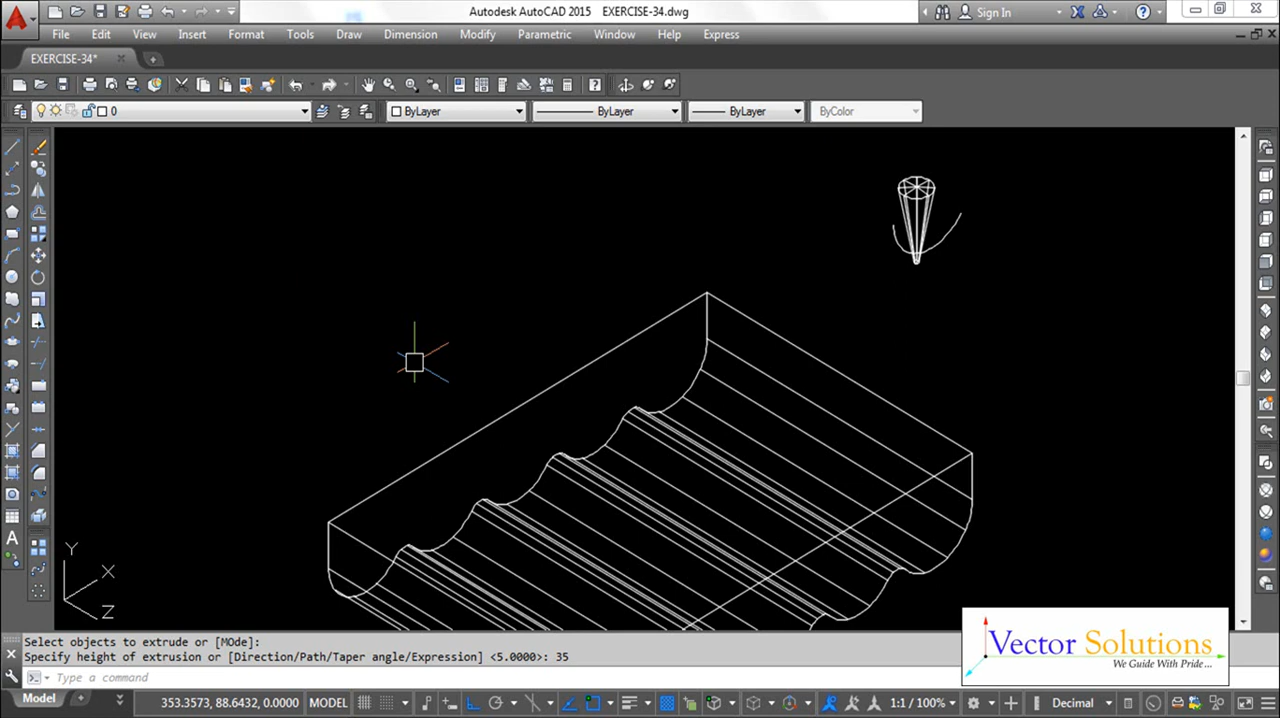 Autodesk AutoCAD 2015 EXERCISE-34.dwg
Sign In
File Edit View Insert Format Tools Draw Dimension Modify Parametric Window Help Express
EXERCISE-34*
0
ByLayer
ByLayer
ByLayer
ByColor
A
Y
X
Z
Select objects to extrude or [MOde]:
Specify height of extrusion or [Direction/Path/Taper angle/Expression] <5.0000>: 35
Type a command
Vector Solutions
We Guide With Pride ...
Model
353.3573, 88.6432, 0.0000
MODEL
1:1 / 100%
Decimal